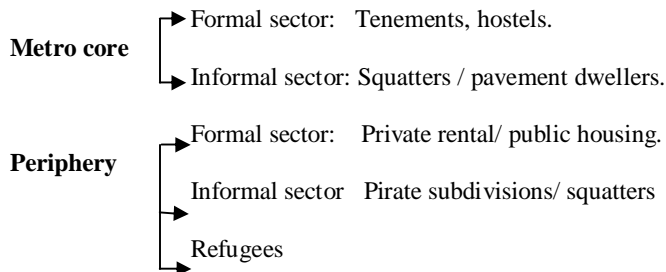 Formal sector: Tenements, hostels.
Metro core
Informal sector: Squatters / pavement dwellers.
Formal sector: Private rental/ public housing.
Periphery
Informal sector Pirate subdivisions/ squatters
Refugees